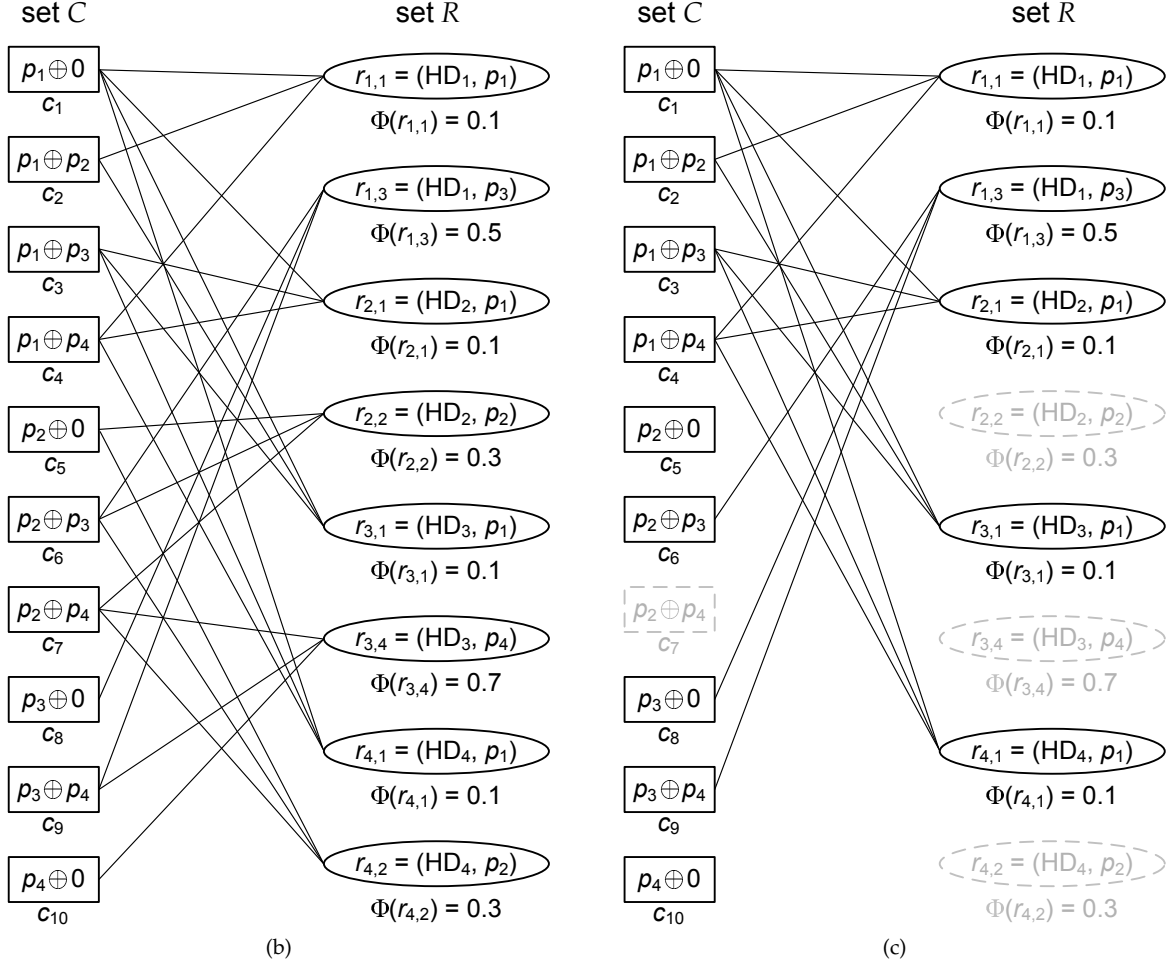 set C
set R
p1⊕0
c1
p1⊕p2
c2
p1⊕p3
c3
p1⊕p4
c4
p2⊕0
c5
p2⊕p3
c6
p2⊕p4
c7
p3⊕0
c8
p3⊕p4
c9
p4⊕0
c10
r1,1 = (HD1, p1)
Φ(r1,1) = 0.1
r1,3 = (HD1, p3)
Φ(r1,3) = 0.5
r2,1 = (HD2, p1)
Φ(r2,1) = 0.1
r2,2 = (HD2, p2)
Φ(r2,2) = 0.3
r3,1 = (HD3, p1)
Φ(r3,1) = 0.1
r3,4 = (HD3, p4)
Φ(r3,4) = 0.7
r4,1 = (HD4, p1)
Φ(r4,1) = 0.1
r4,2 = (HD4, p2)
Φ(r4,2) = 0.3
(b)
set C
set R
p1⊕0
c1
p1⊕p2
c2
p1⊕p3
c3
p1⊕p4
c4
p2⊕0
c5
p2⊕p3
c6
p2⊕p4
c7
p3⊕0
c8
p3⊕p4
c9
p4⊕0
c10
r1,1 = (HD1, p1)
Φ(r1,1) = 0.1
r1,3 = (HD1, p3)
Φ(r1,3) = 0.5
r2,1 = (HD2, p1)
Φ(r2,1) = 0.1
r2,2 = (HD2, p2)
Φ(r2,2) = 0.3
r3,1 = (HD3, p1)
Φ(r3,1) = 0.1
r3,4 = (HD3, p4)
Φ(r3,4) = 0.7
r4,1 = (HD4, p1)
Φ(r4,1) = 0.1
r4,2 = (HD4, p2)
Φ(r4,2) = 0.3
(c)